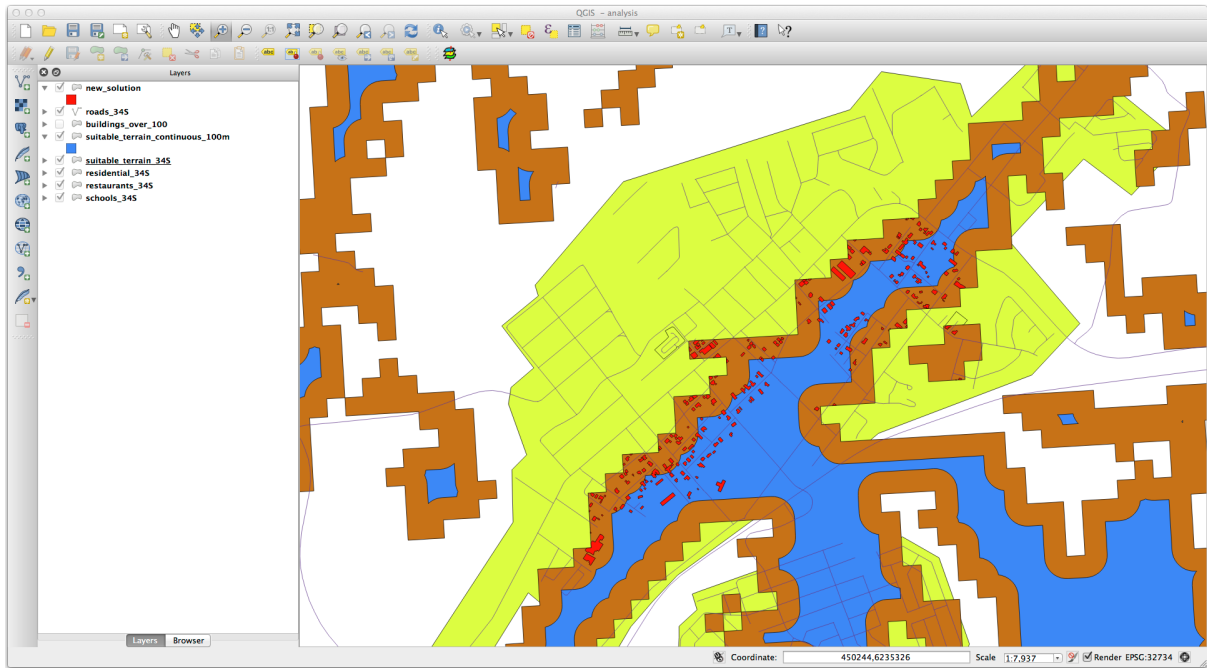 QGIS - analysis
abc
Layers
new_solution
roads_34S
buildings_over_100
suitable_terrain_continuous_100m
suitable_terrain_34S
residential_34S
restaurants_34S
schools_34S
Layers Browser
Coordinate: 450244,6235326 Scale 1:7,937 Render EPSG:32734